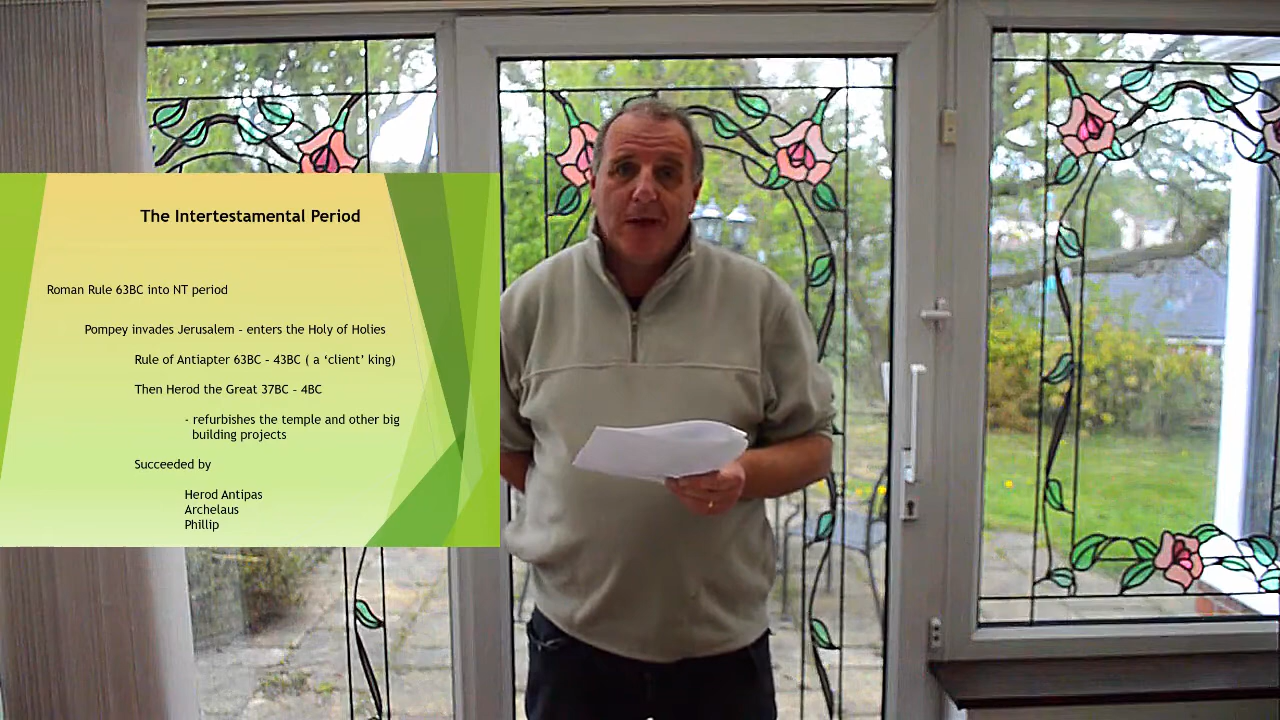 The Intertestamental Period
Roman Rule 63BC into NT period
Pompey invades Jerusalem – enters the Holy of Holies
Rule of Antiapter 63BC – 43BC ( a ‘client’ king)
Then Herod the Great 37BC – 4BC
- refurbishes the temple and other big
building projects
Succeeded by
Herod Antipas
Archelaus
Phillip